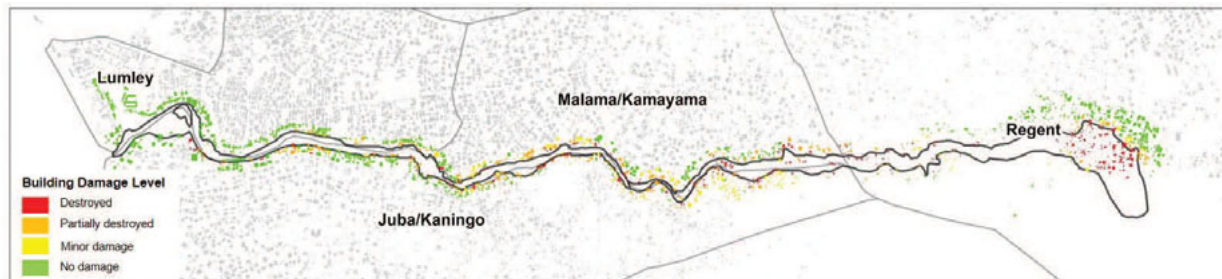 Lumley
Malama/Kamayama
Regent
Juba/Kaningo
Building Damage Level
Destroyed
Partially destroyed
Minor damage
No damage